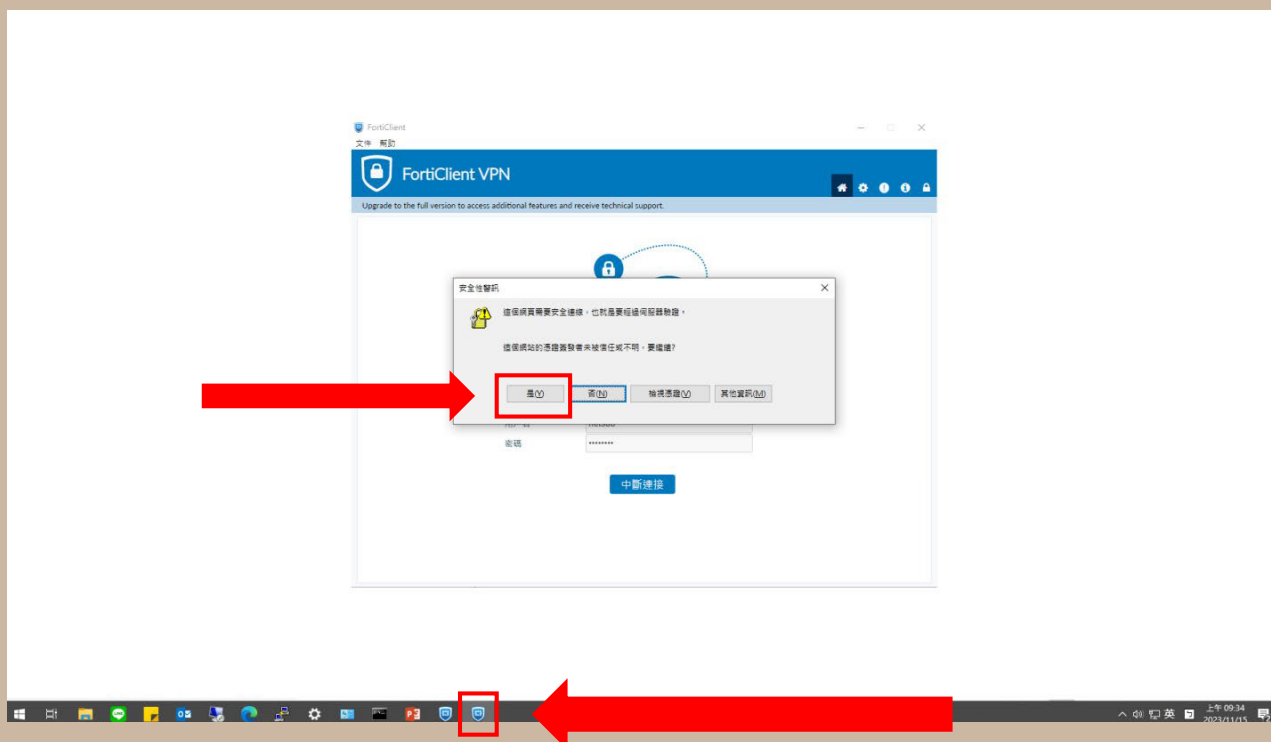 FortiClient
文件 幫助
FortiClient VPN
Upgrade to the full version to access additional features and receive technical support.
安全性警訊
這個網頁需要安全連線，也就是要經過伺服器驗證。
這個網站的憑證簽發者未被信任或不明。要繼續?
是(Y) 否(N) 檢視憑證(V) 其他資訊(M)
密碼 ••••••••
中斷連接
英
上午 09:34
2023/11/15